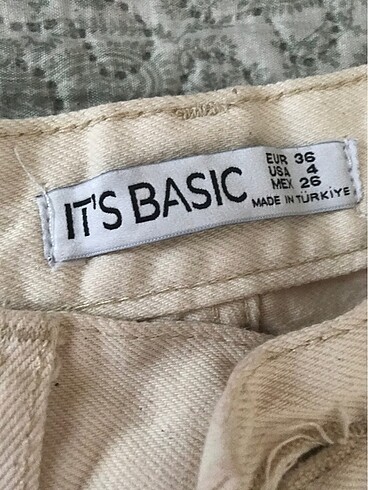 IT'S BASIC
EUR 36
USA 4
MEX 26
MADE IN TÜRKİYE